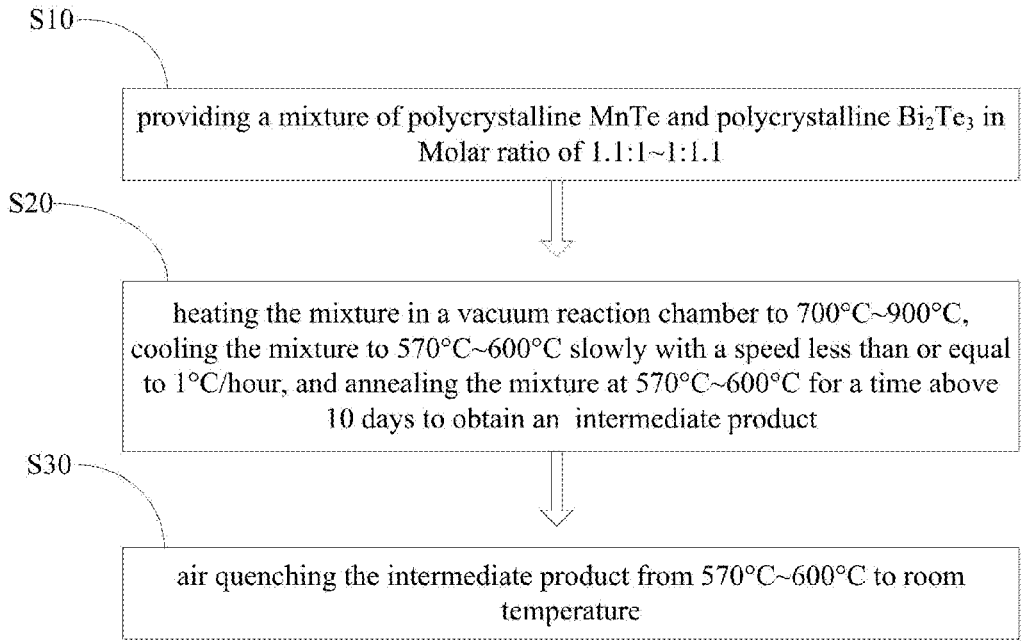 S10
providing a mixture of polycrystalline MnTe and polycrystalline Bi₂Te₃ in
Molar ratio of 1.1:1~1:1.1
S20
heating the mixture in a vacuum reaction chamber to 700°C~900°C,
cooling the mixture to 570°C~600°C slowly with a speed less than or equal
to 1°C/hour, and annealing the mixture at 570°C~600°C for a time above
10 days to obtain an intermediate product
S30
air quenching the intermediate product from 570°C~600°C to room
temperature